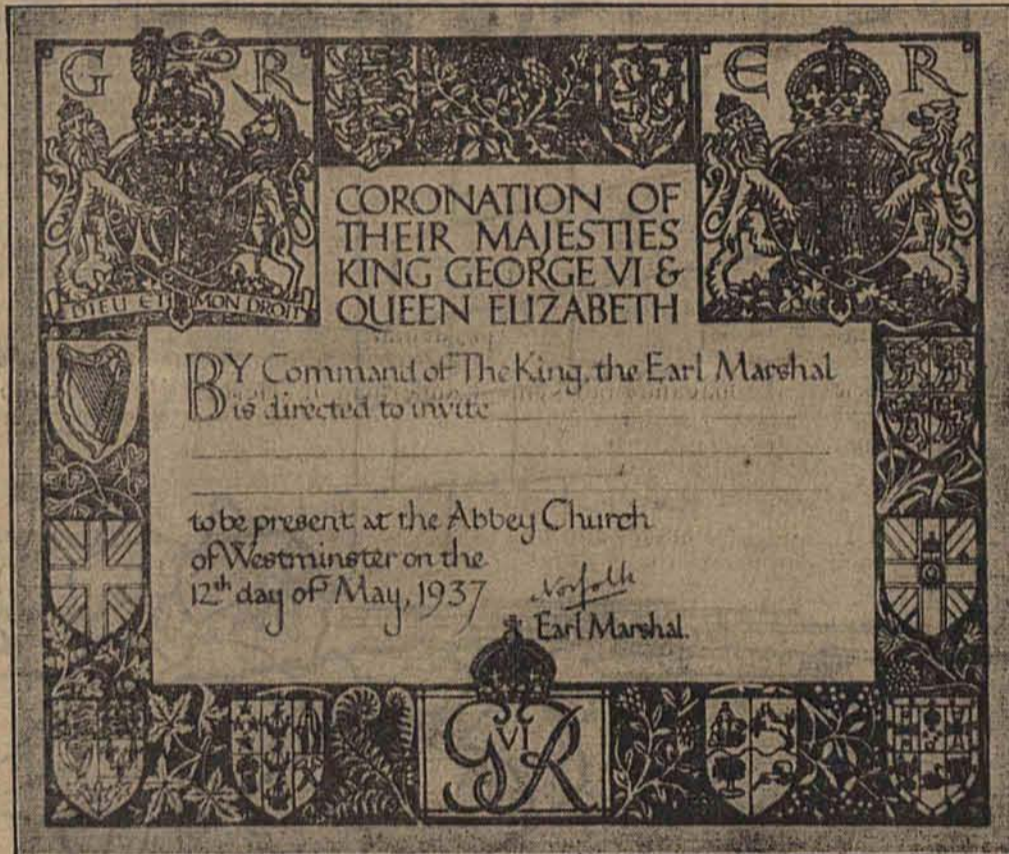 G R
E R
CORONATION OF
THEIR MAJESTIES
KING GEORGE VI &
QUEEN ELIZABETH
DIEU ET MON DROIT
BY Command of The King, the Earl Marshal
is directed to invite
to be present at the Abbey Church
of Westminster on the
12th day of May, 1937
Norfolk
Earl Marshal.
G VI R